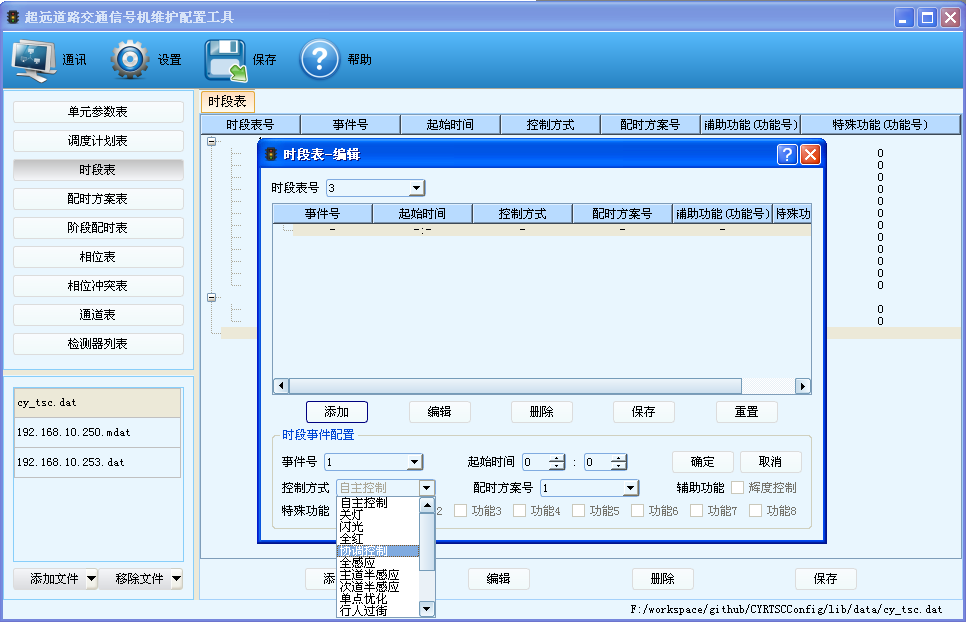 超远道路交通信号机维护配置工具
通讯 设置 保存 帮助
单元参数表
调度计划表
时段表
配时方案表
阶段配时表
相位表
相位冲突表
通道表
检测器列表
cy_tsc.dat
192.168.10.250.mdat
192.168.10.253.dat
添加文件 移除文件
时段表
时段表号 事件号 起始时间 控制方式 配时方案号 辅助功能(功能号) 特殊功能(功能号)
0
0
0
0
0
0
0
0
0
0
0
0
0
0
时段表-编辑
时段表号 3
事件号 起始时间 控制方式 配时方案号 辅助功能(功能号) 特殊功
- -:- - - -
添加 编辑 删除 保存 重置
时段事件配置
事件号 1 起始时间 0 : 0 确定 取消
控制方式 自主控制 配时方案号 1 辅助功能 辉度控制
特殊功能 2 功能3 功能4 功能5 功能6 功能7 功能8
自主控制
关灯
闪光
全红
协调控制
全感应
主道半感应
次道半感应
单点优化
行人过街
添 编辑 删除 保存
F:/workspace/github/CYRTSCConfig/lib/data/cy_tsc.dat